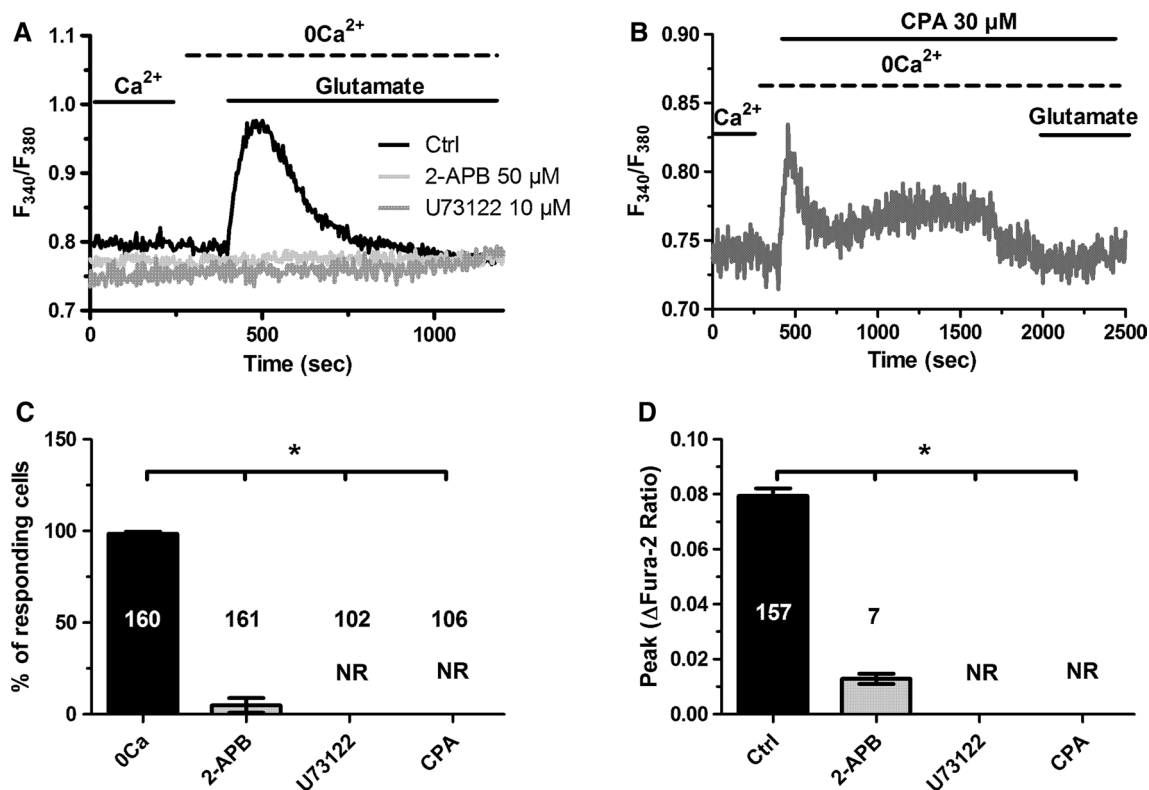 A
1.1
1.0
0.9
0.8
0.7
F340/F380
0Ca2+
Ca2+
Glutamate
Ctrl
2-APB 50 µM
U73122 10 µM
0
500
1000
Time (sec)
B
0.90
0.85
0.80
0.75
0.70
F340/F380
CPA 30 µM
0Ca2+
Ca2+
Glutamate
0
500
1000
1500
2000
2500
Time (sec)
C
150
100
50
0
% of responding cells
*
160
161
102
106
NR
NR
0Ca
2-APB
U73122
CPA
D
0.10
0.08
0.06
0.04
0.02
0.00
Peak (ΔFura-2 Ratio)
*
157
7
NR
NR
Ctrl
2-APB
U73122
CPA